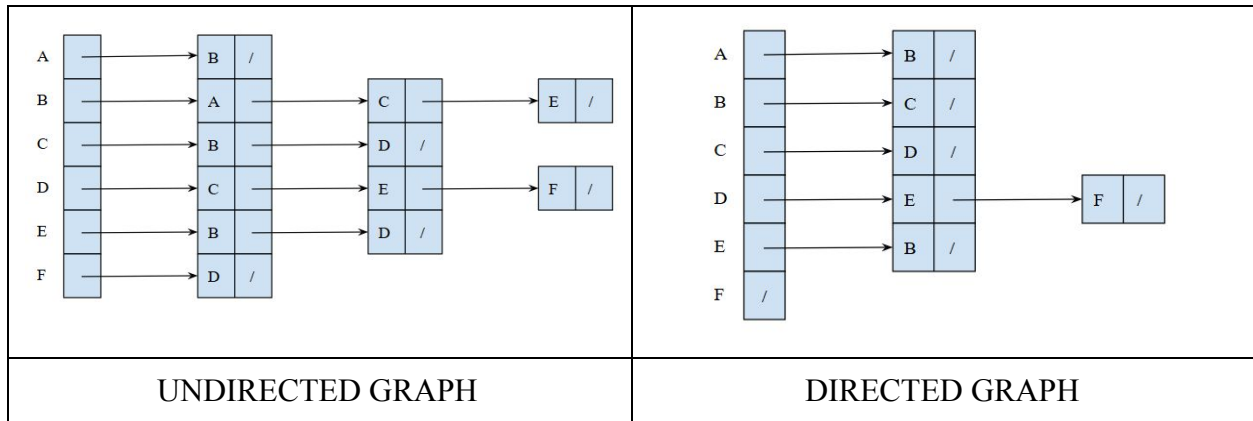 A B /
B A C E /
C B D /
D C E F /
E B D /
F D /
A B /
B C /
C D /
D E F /
E B /
F /
UNDIRECTED GRAPH
DIRECTED GRAPH